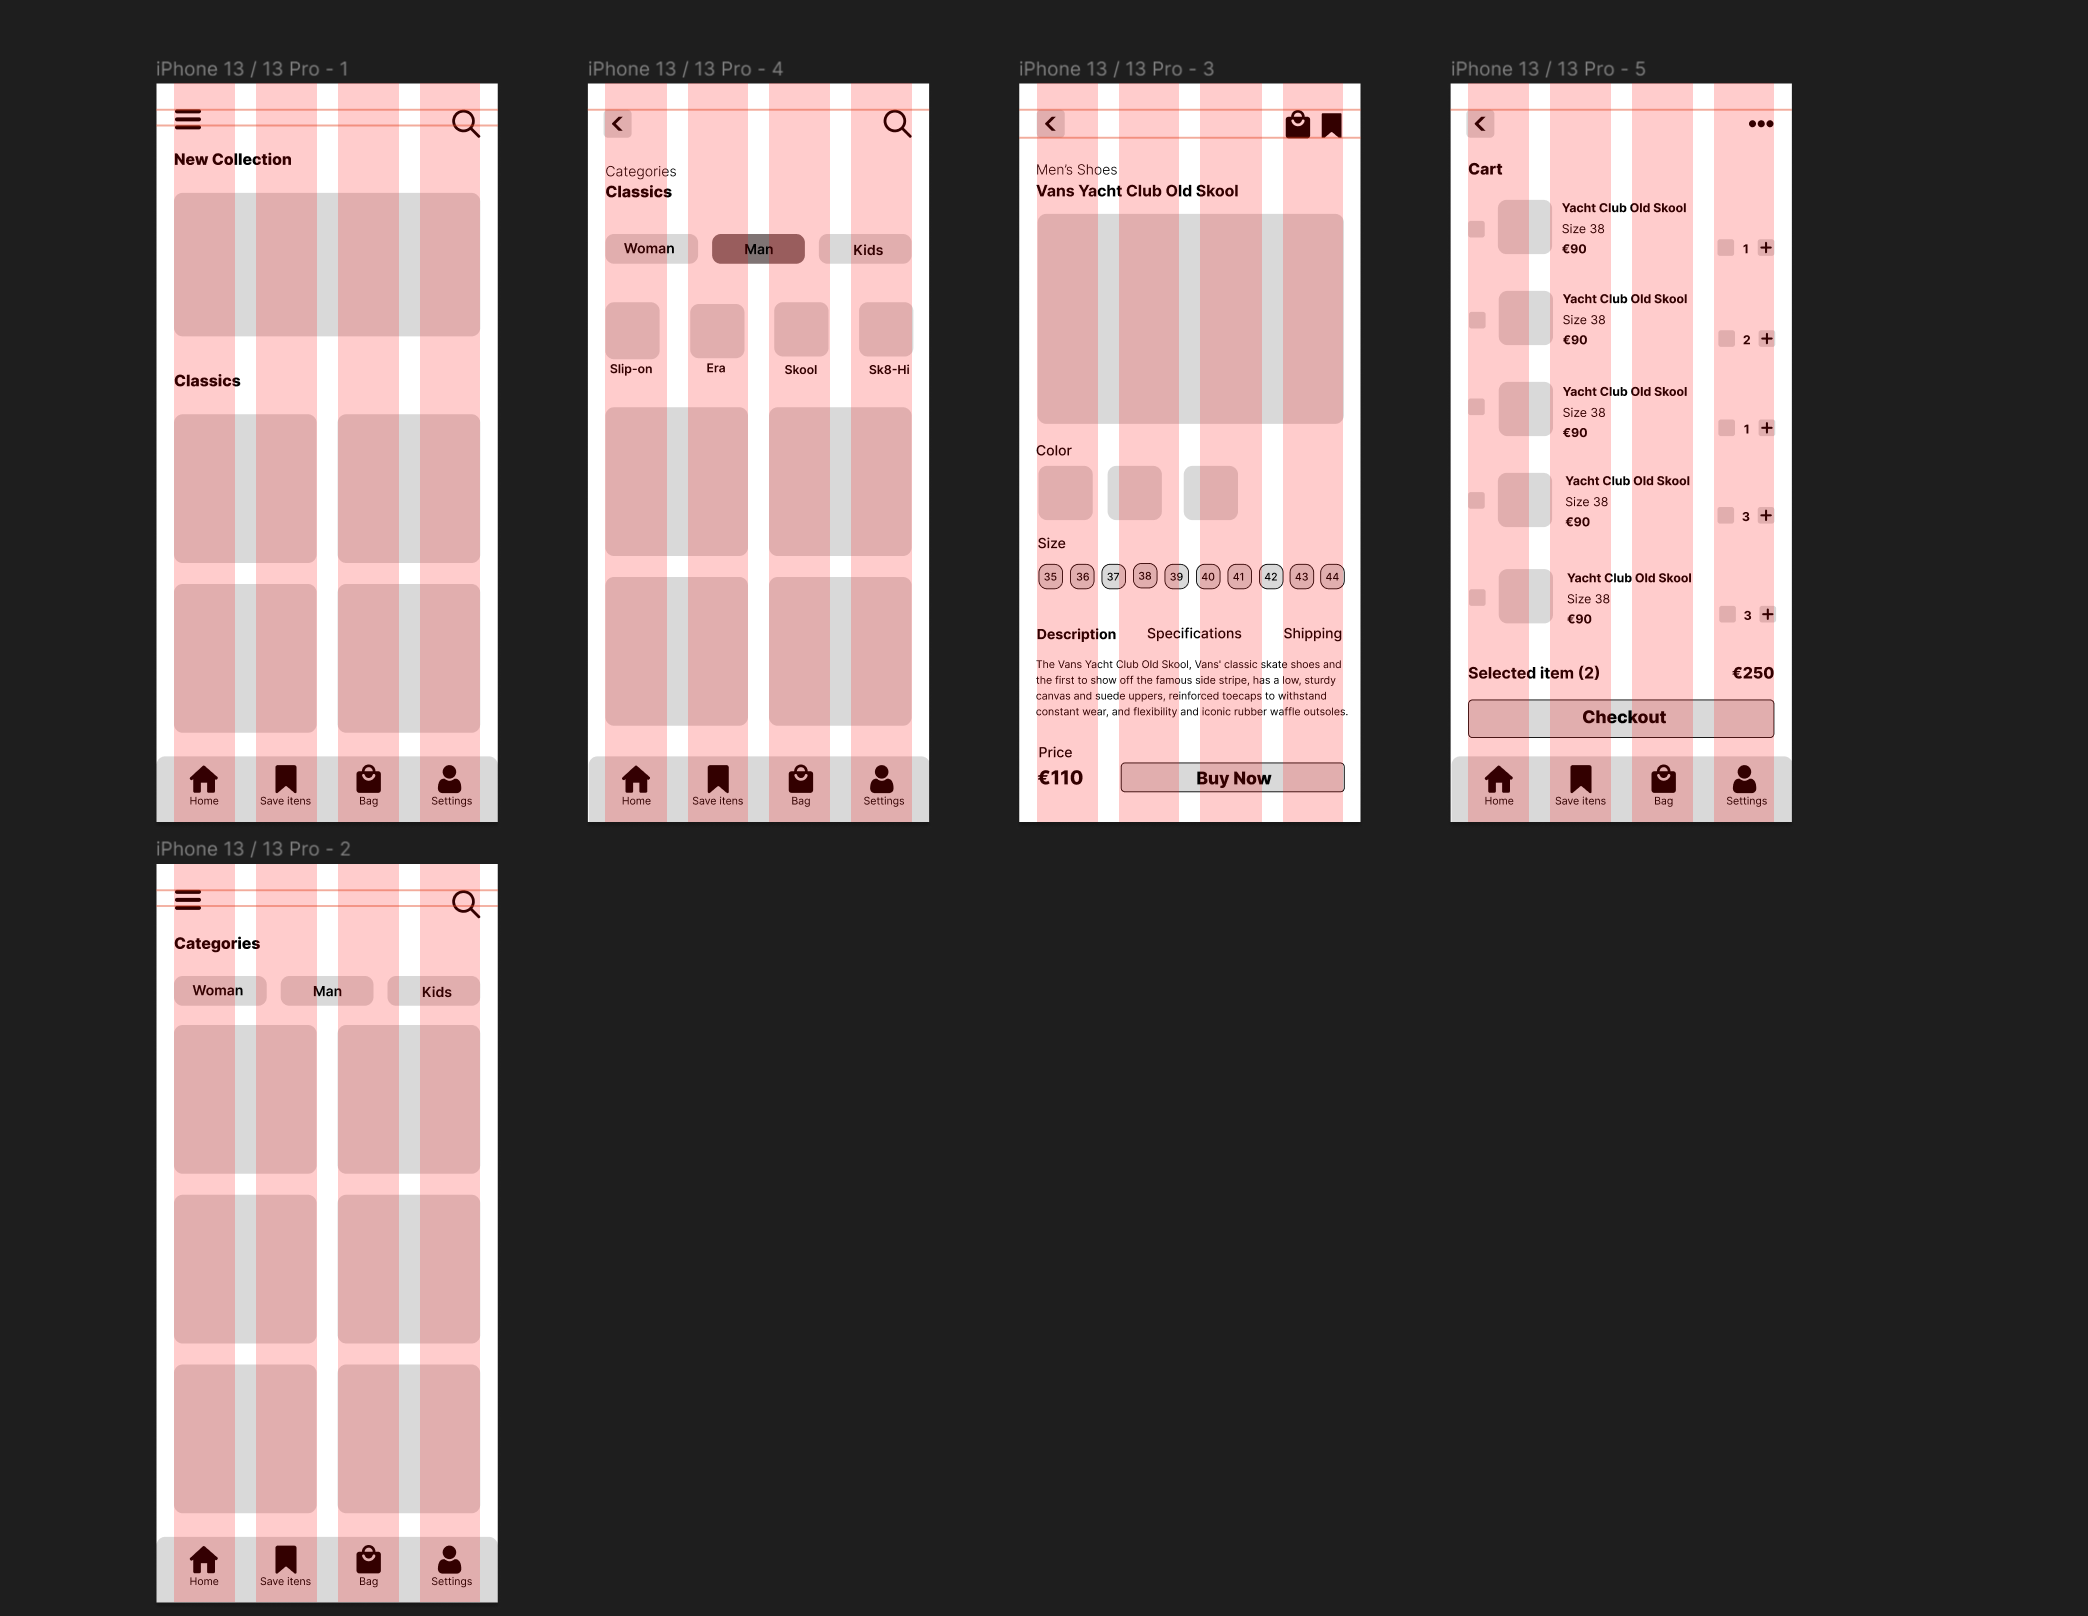 iPhone 13 / 13 Pro - 1
New Collection
Classics
Home
Save itens
Bag
Settings
iPhone 13 / 13 Pro - 4
Categories
Classics
Woman
Man
Kids
Slip-on
Era
Skool
Sk8-Hi
Home
Save itens
Bag
Settings
iPhone 13 / 13 Pro - 3
Men's Shoes
Vans Yacht Club Old Skool
Color
Size
35 36 37 38 39 40 41 42 43 44
Description
Specifications
Shipping
The Vans Yacht Club Old Skool, Vans' classic skate shoes and
the first to show off the famous side stripe, has a low, sturdy
canvas and suede uppers, reinforced toecaps to withstand
constant wear, and flexibility and iconic rubber waffle outsoles.
Price
€110
Buy Now
iPhone 13 / 13 Pro - 5
Cart
Yacht Club Old Skool
Size 38
€90
1 +
Yacht Club Old Skool
Size 38
€90
2 +
Yacht Club Old Skool
Size 38
€90
1 +
Yacht Club Old Skool
Size 38
€90
3 +
Yacht Club Old Skool
Size 38
€90
3 +
Selected item (2)
€250
Checkout
Home
Save itens
Bag
Settings
iPhone 13 / 13 Pro - 2
Categories
Woman
Man
Kids
Home
Save itens
Bag
Settings